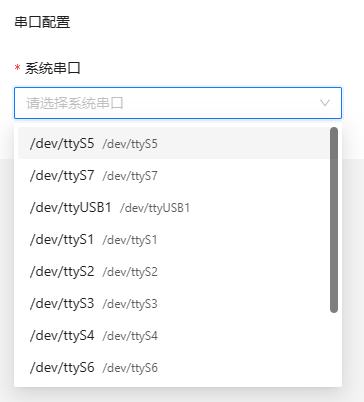 串口配置
* 系统串口
请选择系统串口
/dev/ttyS5 /dev/ttyS5
/dev/ttyS7 /dev/ttyS7
/dev/ttyUSB1 /dev/ttyUSB1
/dev/ttyS1 /dev/ttyS1
/dev/ttyS2 /dev/ttyS2
/dev/ttyS3 /dev/ttyS3
/dev/ttyS4 /dev/ttyS4
/dev/ttyS6 /dev/ttyS6